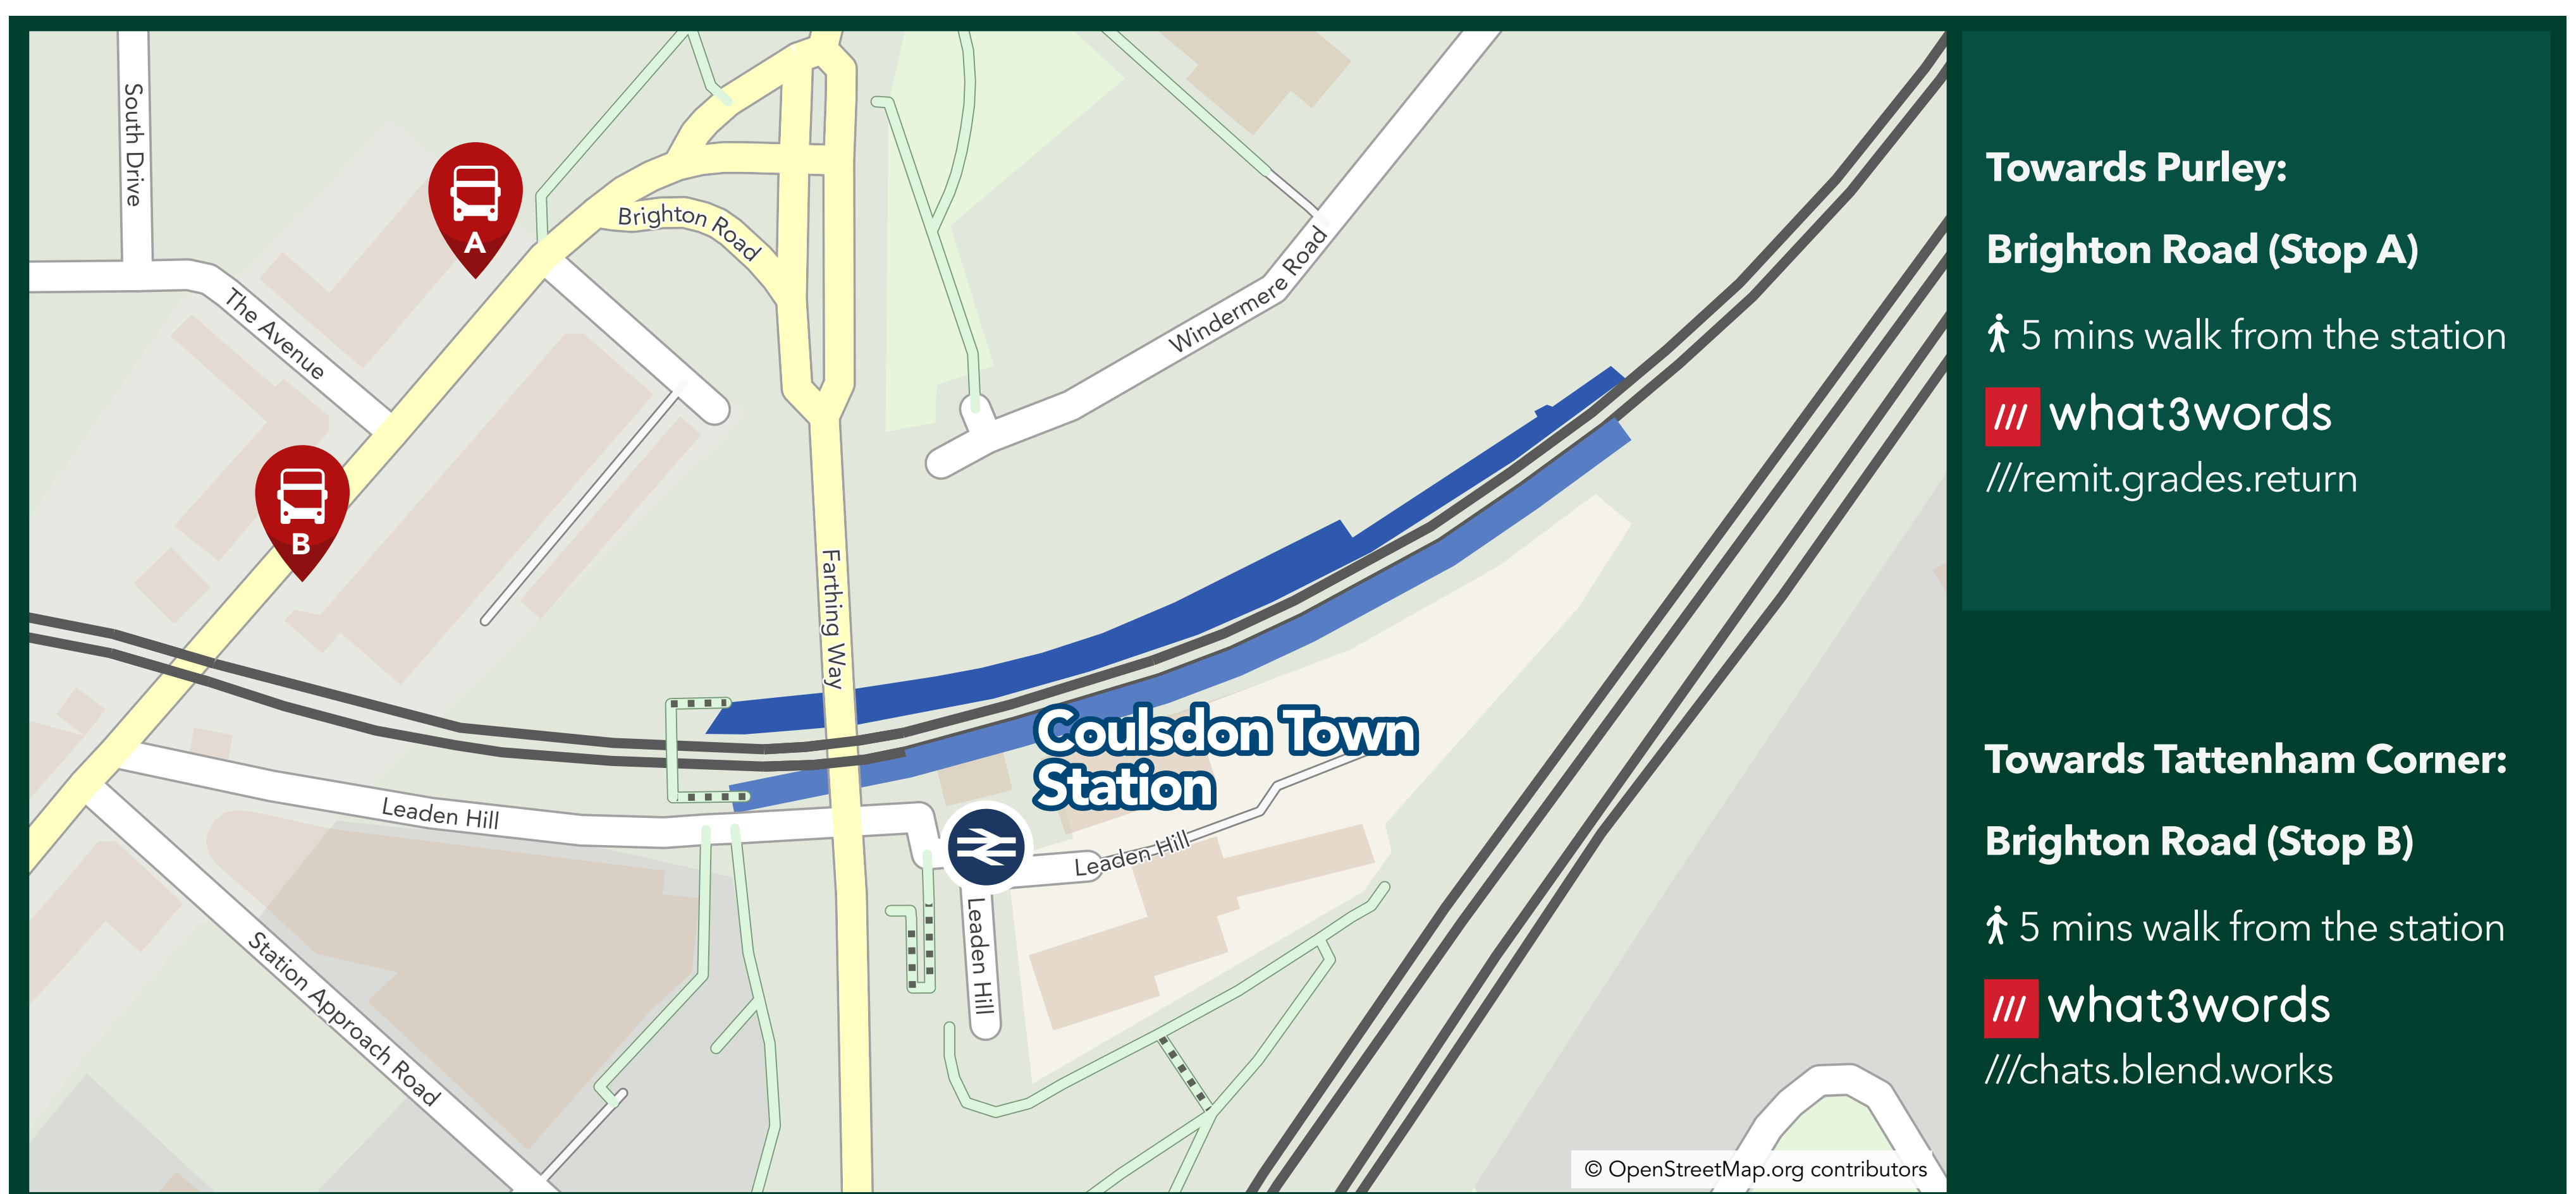 South Drive
A
Brighton Road
The Avenue
Windermere Road
B
Farthing Way
Coulsdon Town
Station
Leaden Hill
Leaden Hill
Leaden Hill
Station Approach Road
© OpenStreetMap.org contributors
Towards Purley:
Brighton Road (Stop A)
5 mins walk from the station
/// what3words
///remit.grades.return
Towards Tattenham Corner:
Brighton Road (Stop B)
5 mins walk from the station
/// what3words
///chats.blend.works